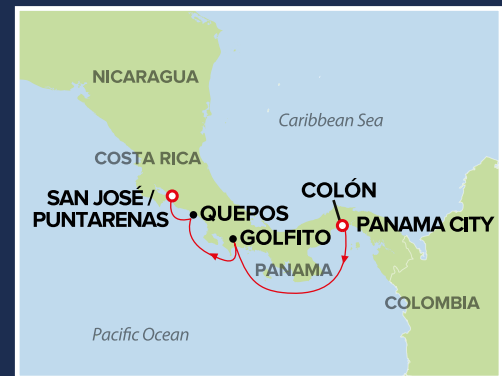 NICARAGUA
Caribbean Sea
COSTA RICA
SAN JOSÉ /
PUNTARENAS
QUEPOS
GOLFITO
COLÓN
PANAMA CITY
PANAMA
COLOMBIA
Pacific Ocean